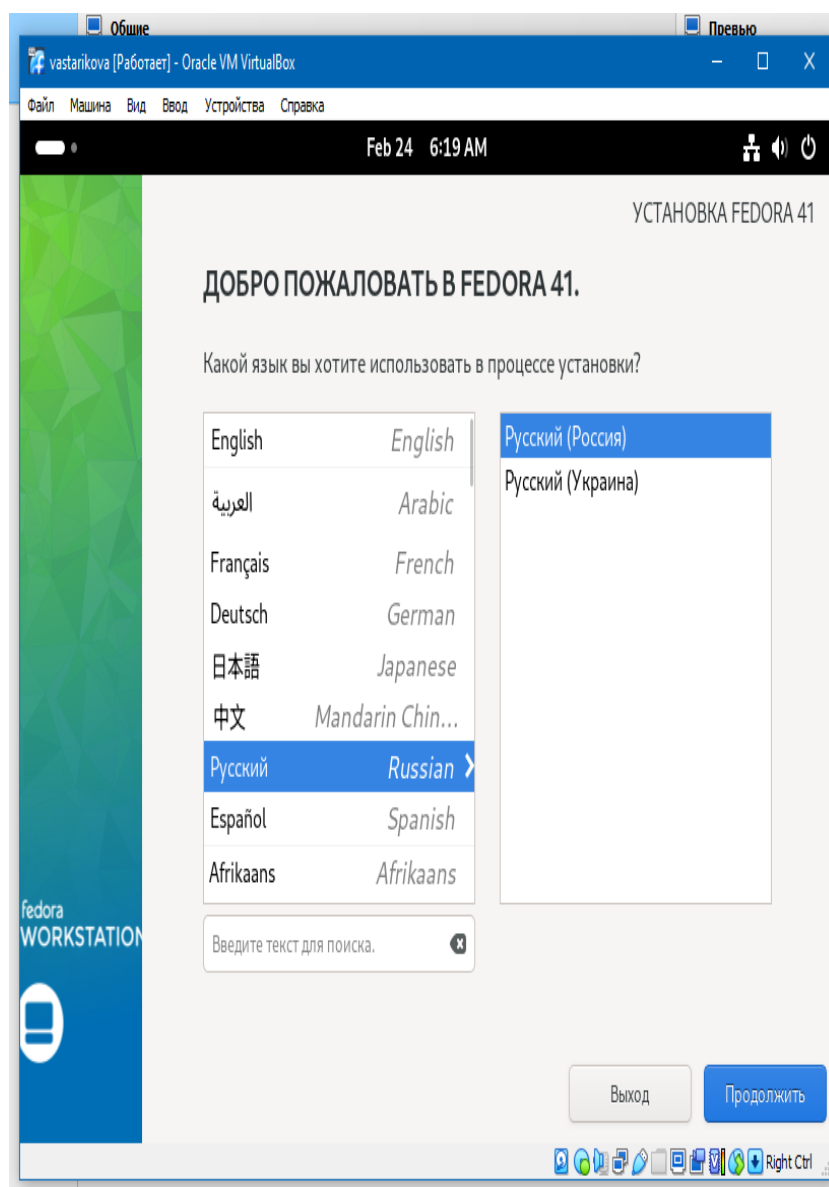 Общие
Превью
vastarikova [Работает] - Oracle VM VirtualBox
Файл Машина Вид Ввод Устройства Справка
Feb 24 6:19 AM
УСТАНОВКА FEDORA 41
ДОБРО ПОЖАЛОВАТЬ В FEDORA 41.
Какой язык вы хотите использовать в процессе установки?
English English
العربية Arabic
Français French
Deutsch German
日本語 Japanese
中文 Mandarin Chin...
Русский Russian
Español Spanish
Afrikaans Afrikaans
Русский (Россия)
Русский (Украина)
Введите текст для поиска.
fedora
WORKSTATION
Выход
Продолжить
Right Ctrl